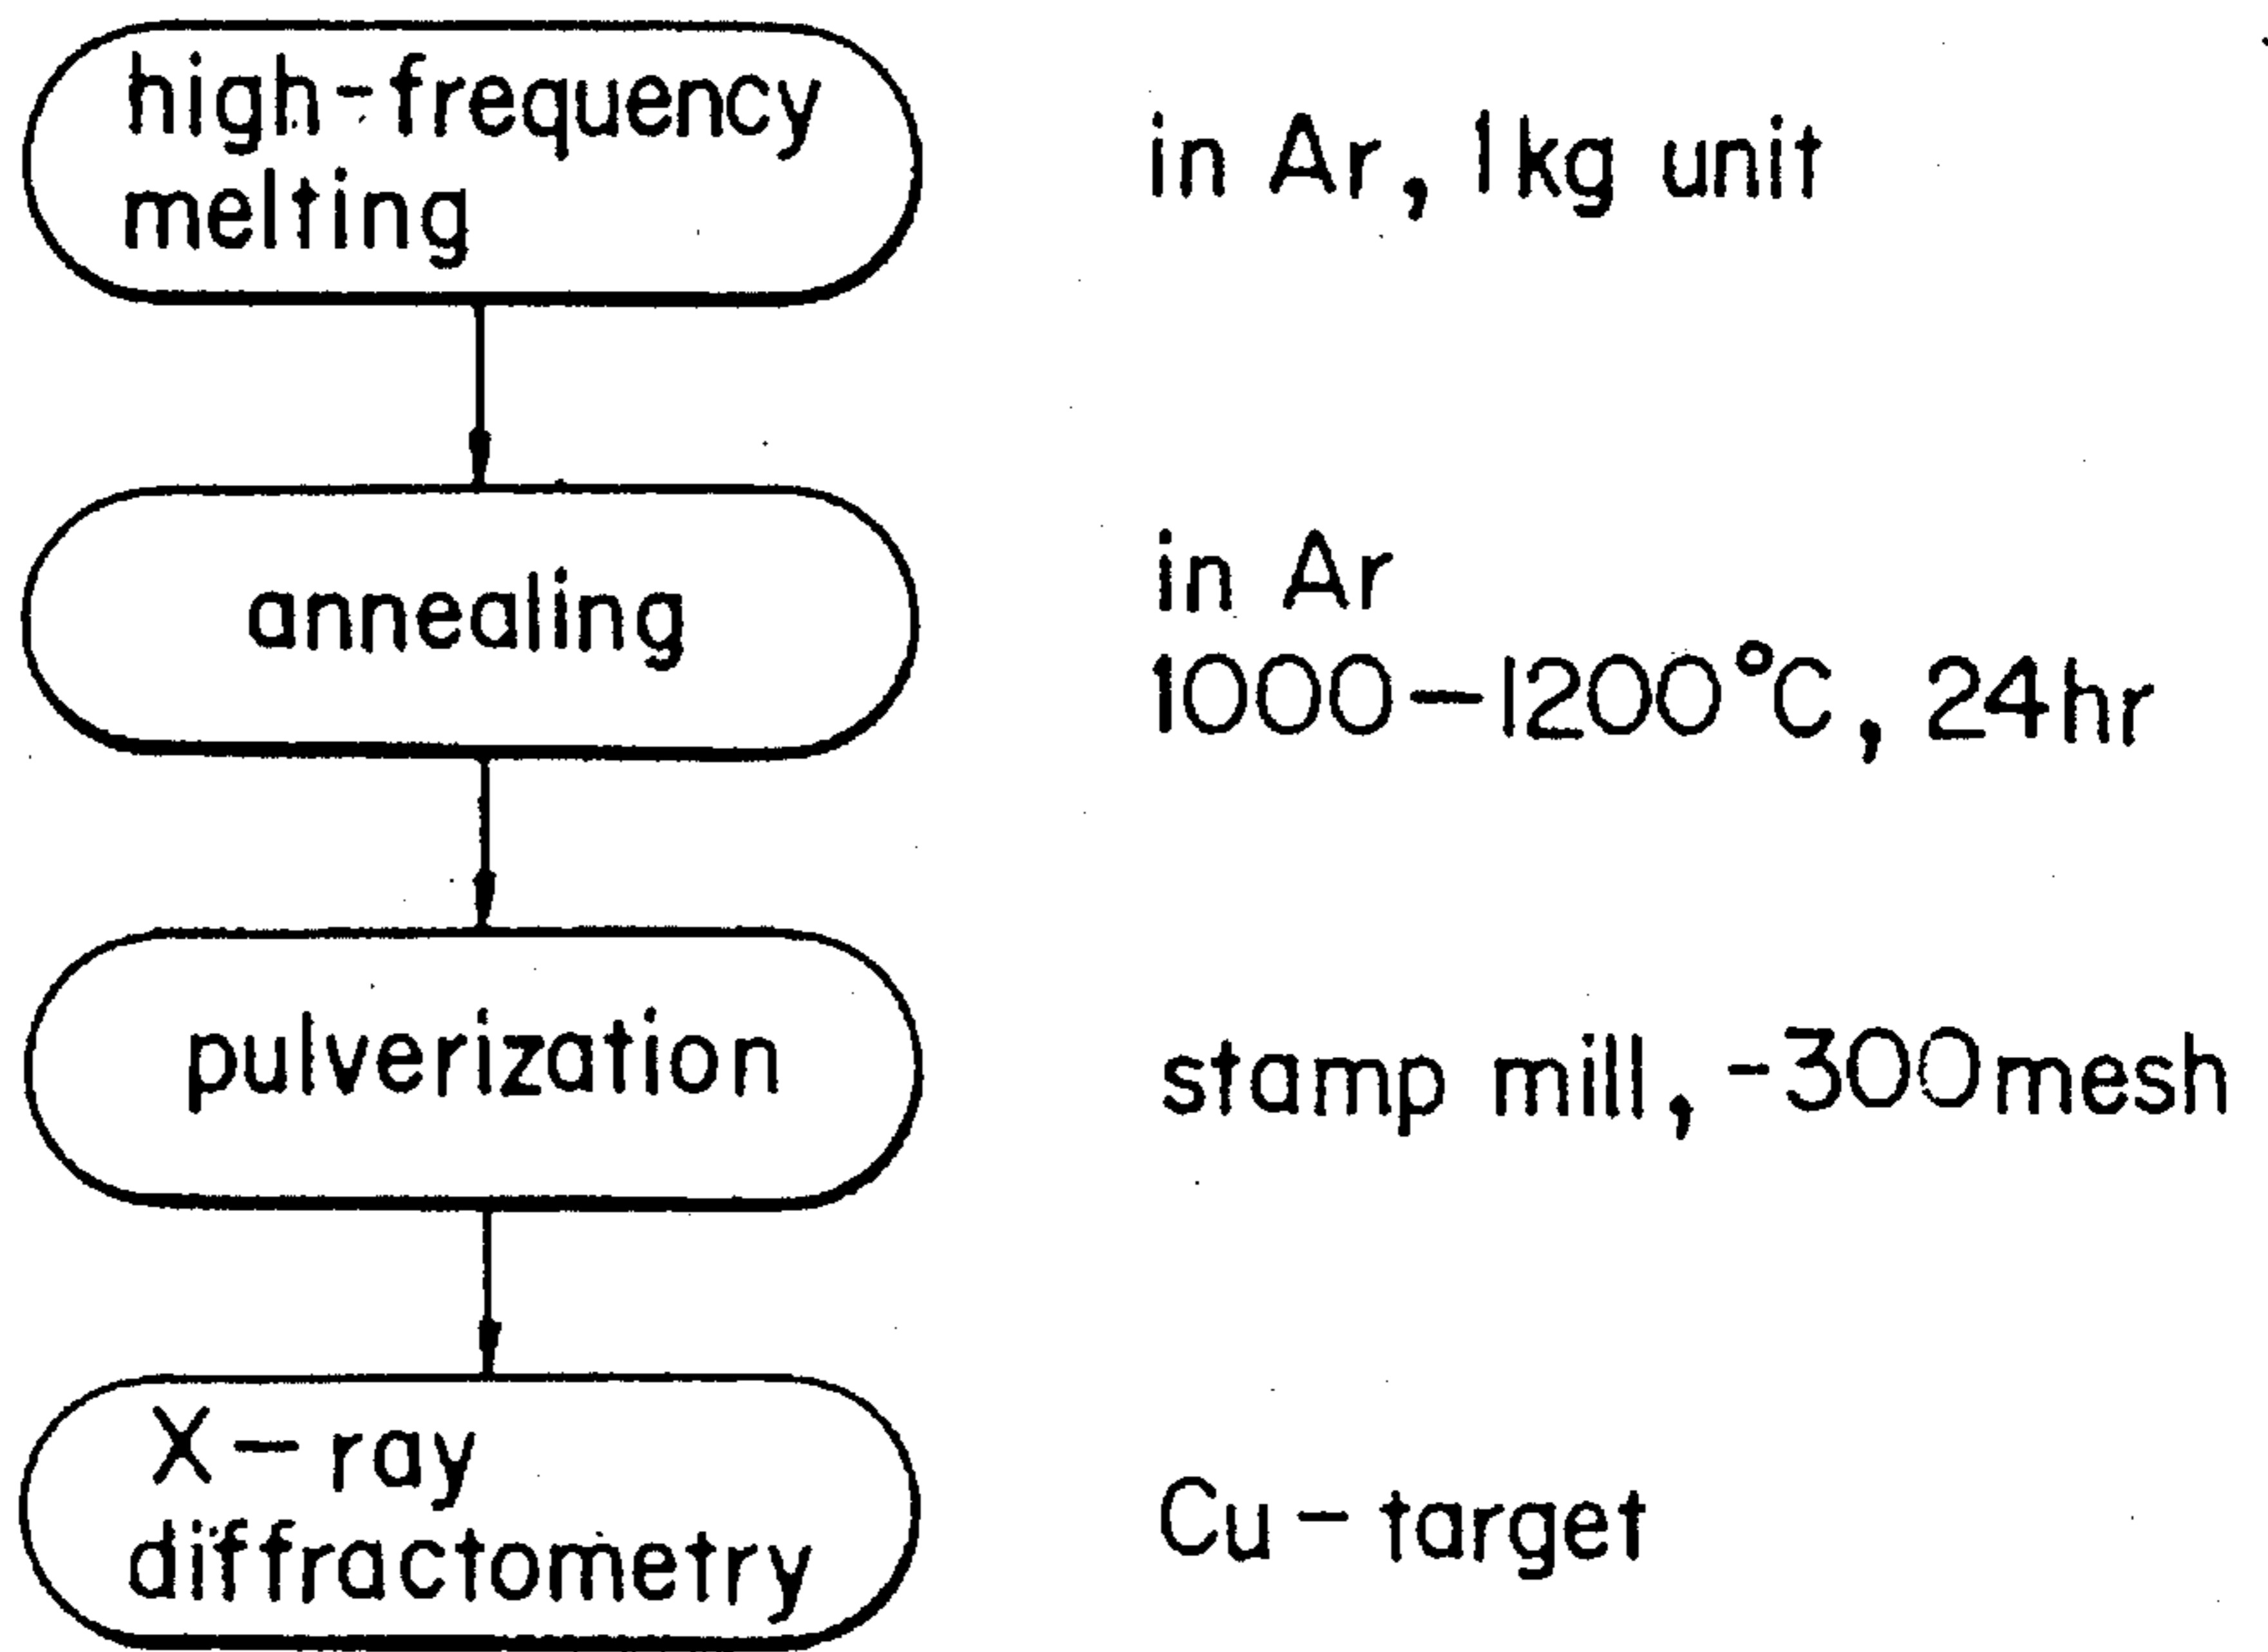 high-frequency
melting
in Ar, 1kg unit
annealing
in Ar
1000-1200°C, 24hr
pulverization
stamp mill, -300mesh
X-ray
diffractometry
Cu-target